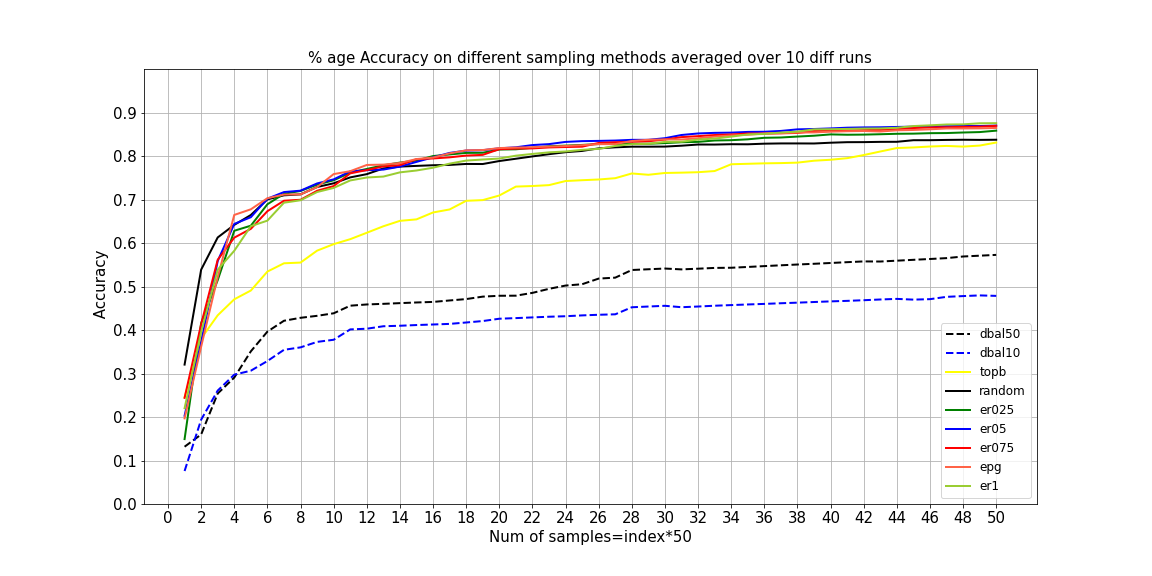 % age Accuracy on different sampling methods averaged over 10 diff runs
Accuracy
0.9
0.8
0.7
0.6
0.5
0.4
0.3
0.2
0.1
0.0
dbal50
dbal10
topb
random
er025
er05
er075
epg
er1
0 2 4 6 8 10 12 14 16 18 20 22 24 26 28 30 32 34 36 38 40 42 44 46 48 50
Num of samples=index*50